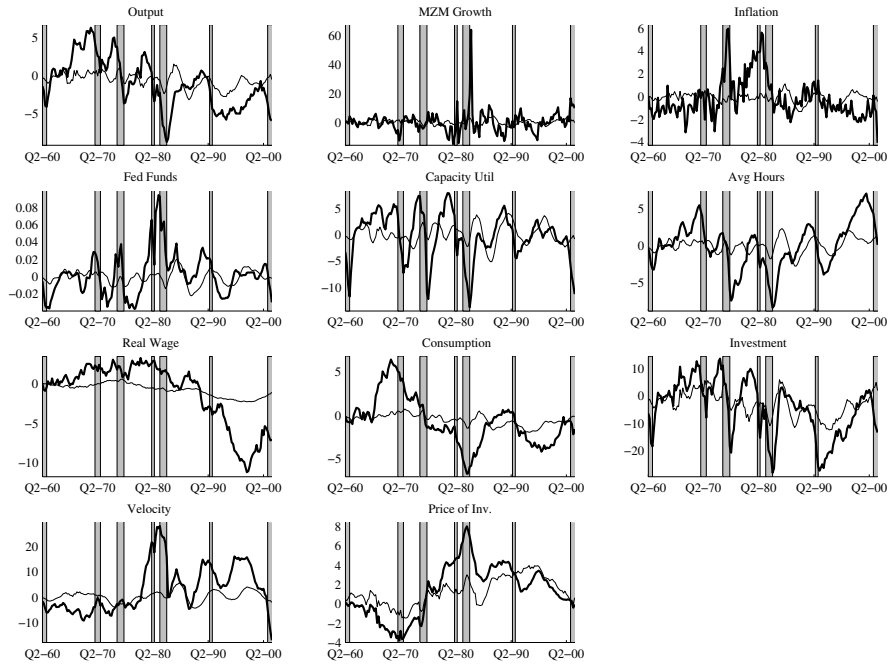 Output
MZM Growth
Inflation
5
0
−5
60
40
20
0
6
4
2
0
−2
−4
Q2−60 Q2−70 Q2−80 Q2−90 Q2−00
Q2−60 Q2−70 Q2−80 Q2−90 Q2−00
Q2−60 Q2−70 Q2−80 Q2−90 Q2−00
Fed Funds
Capacity Util
Avg Hours
0.08
0.06
0.04
0.02
0
−0.02
5
0
−5
−10
5
0
−5
Q2−60 Q2−70 Q2−80 Q2−90 Q2−00
Q2−60 Q2−70 Q2−80 Q2−90 Q2−00
Q2−60 Q2−70 Q2−80 Q2−90 Q2−00
Real Wage
Consumption
Investment
0
−5
−10
5
0
−5
10
0
−10
−20
Q2−60 Q2−70 Q2−80 Q2−90 Q2−00
Q2−60 Q2−70 Q2−80 Q2−90 Q2−00
Q2−60 Q2−70 Q2−80 Q2−90 Q2−00
Velocity
Price of Inv.
20
10
0
−10
8
6
4
2
0
−2
−4
Q2−60 Q2−70 Q2−80 Q2−90 Q2−00
Q2−60 Q2−70 Q2−80 Q2−90 Q2−00